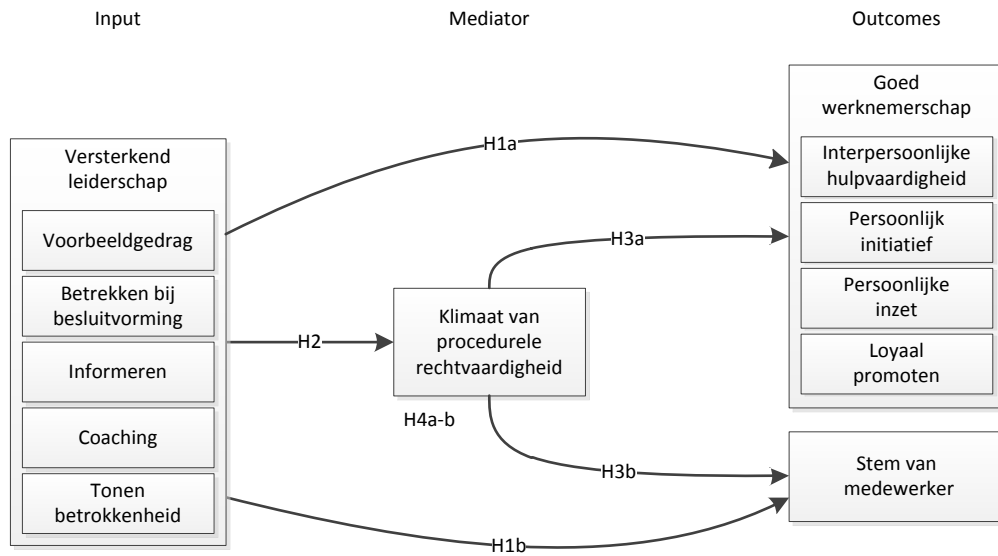 Input
Mediator
Outcomes
Versterkend
leiderschap
Voorbeeldgedrag
Betrekken bij
besluitvorming
Informeren
Coaching
Tonen
betrokkenheid
H1a
H2
H1b
Klimaat van
procedurele
rechtvaardigheid
H4a-b
H3a
H3b
Goed
werknemerschap
Interpersoonlijke
hulpvaardigheid
Persoonlijk
initiatief
Persoonlijke
inzet
Loyaal
promoten
Stem van
medewerker